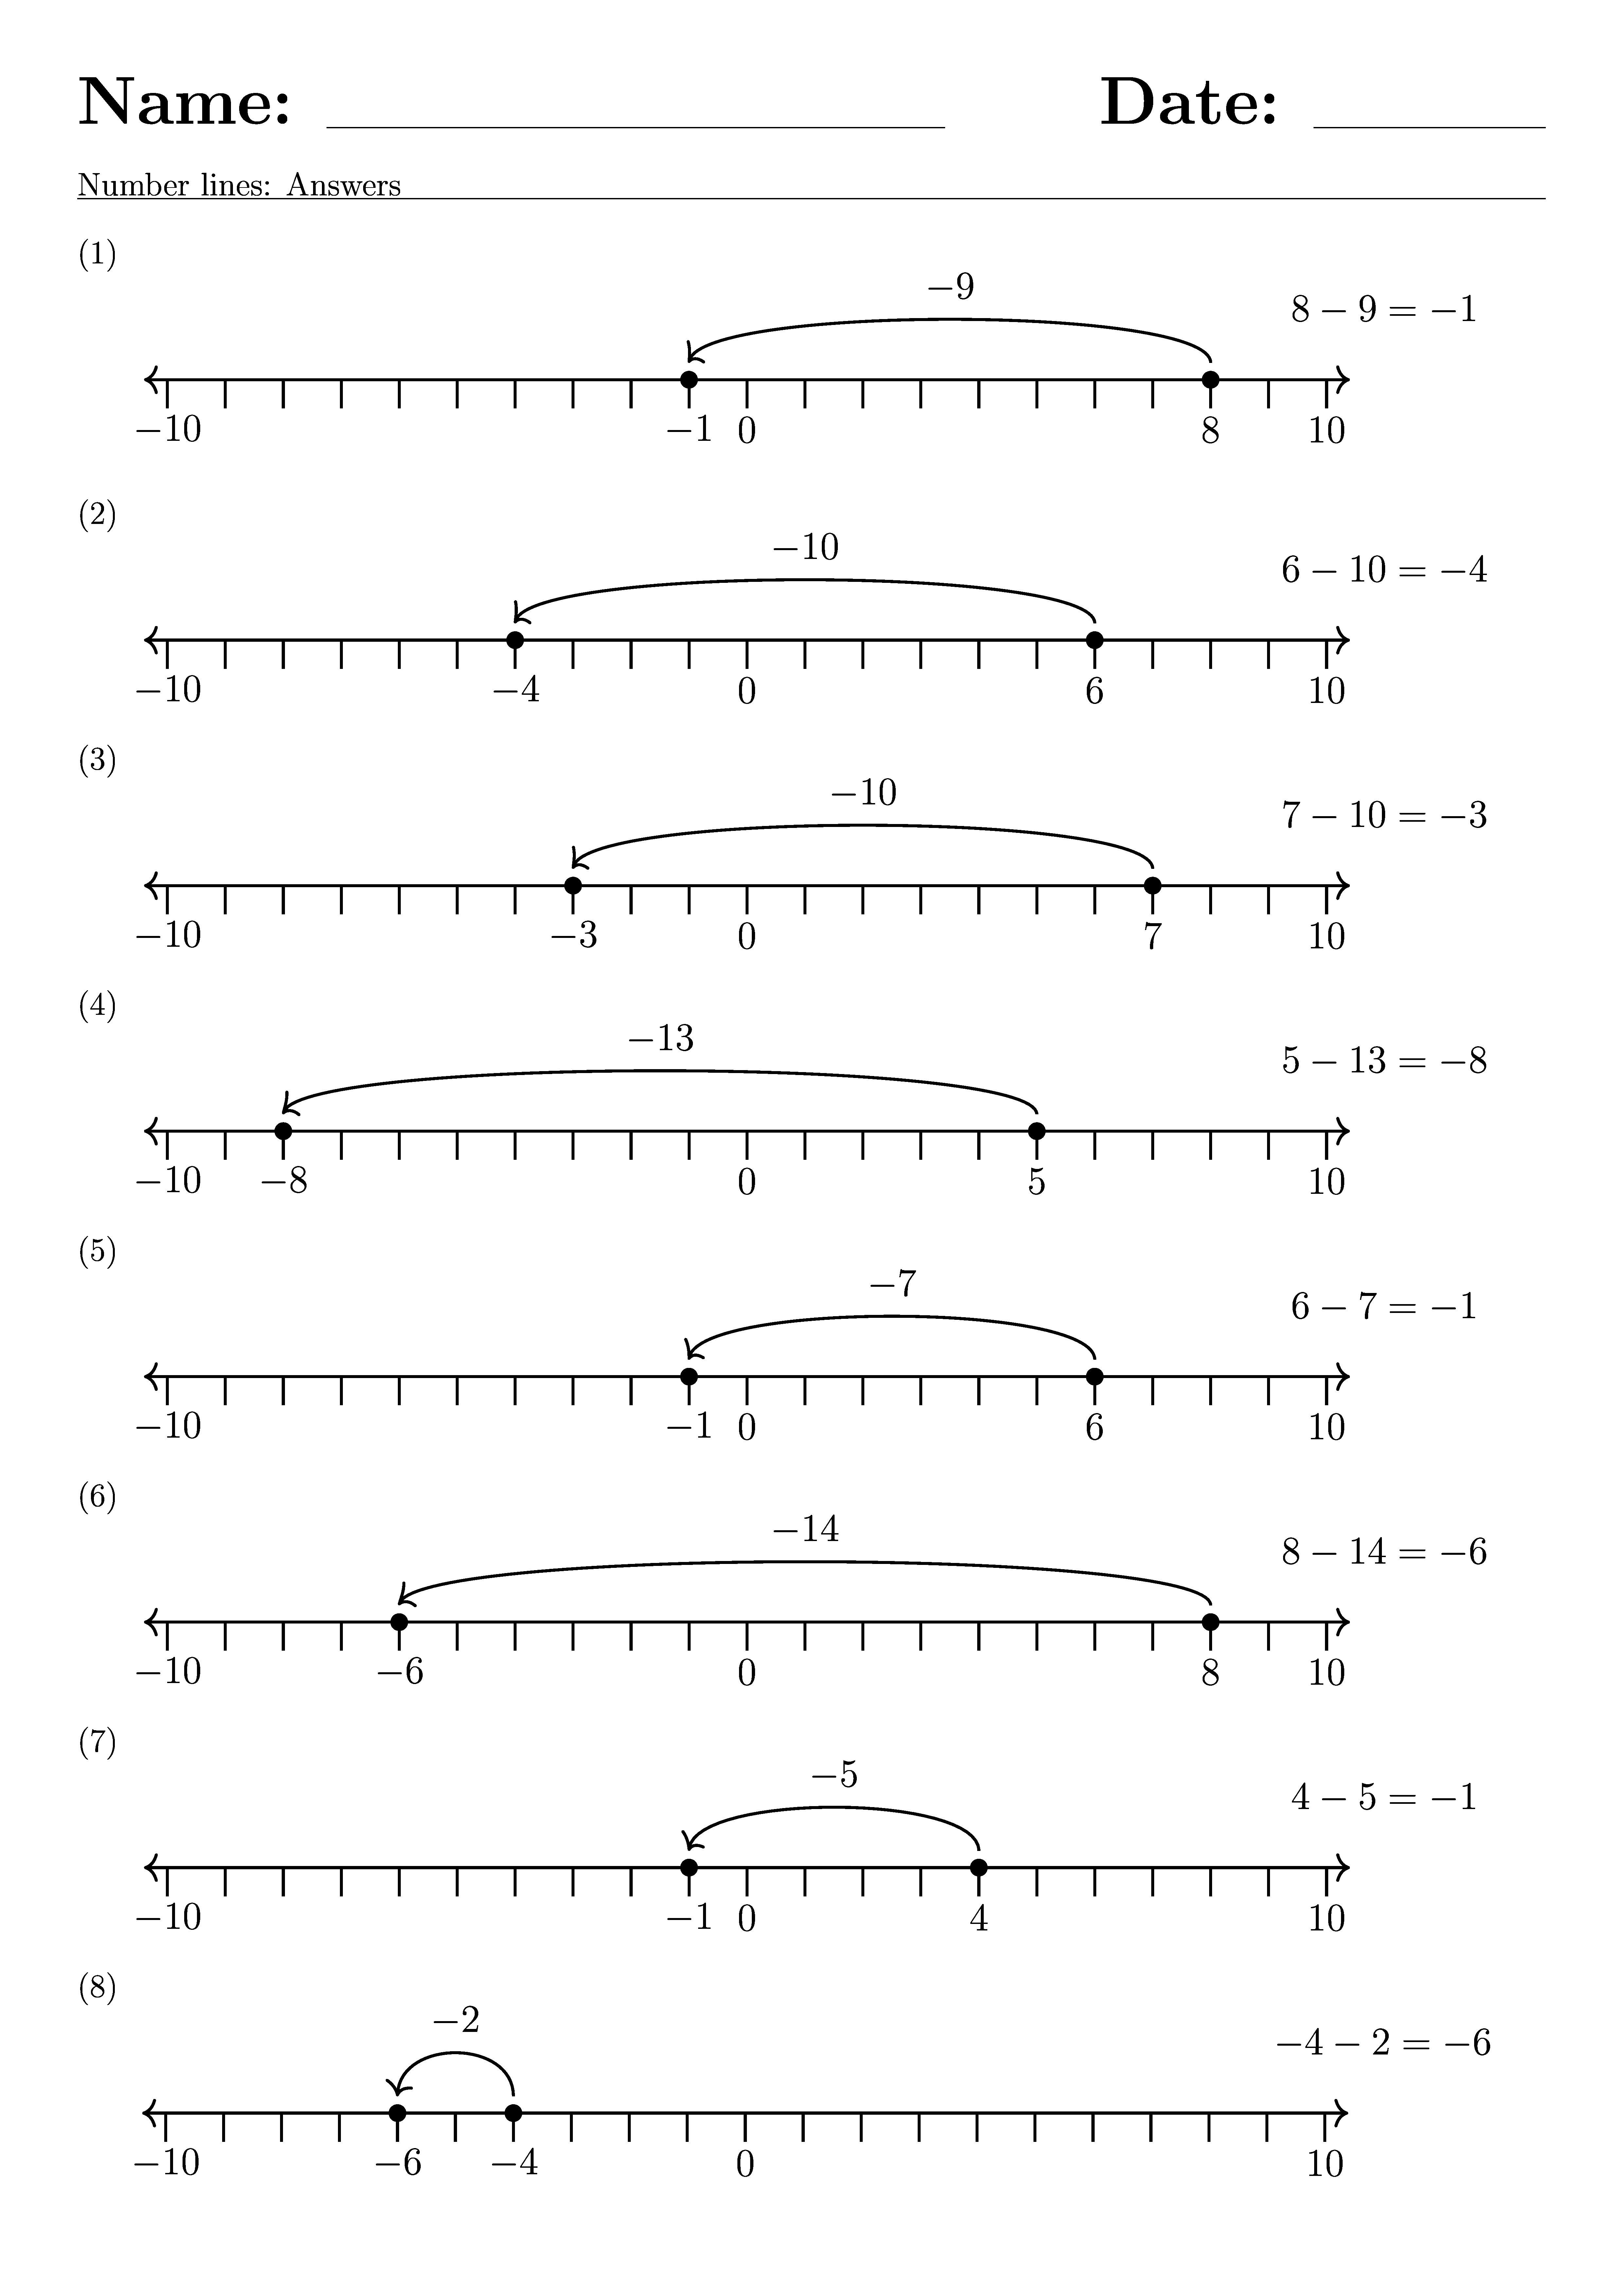 Name: Date:
Number lines: Answers
(1)
−9
8 − 9 = −1
−10 −1 0 8 10
(2)
−10
6 − 10 = −4
−10 −4 0 6 10
(3)
−10
7 − 10 = −3
−10 −3 0 7 10
(4)
−13
5 − 13 = −8
−10 −8 0 5 10
(5)
−7
6 − 7 = −1
−10 −1 0 6 10
(6)
−14
8 − 14 = −6
−10 −6 0 8 10
(7)
−5
4 − 5 = −1
−10 −1 0 4 10
(8)
−2
−4 − 2 = −6
−10 −6 −4 0 10